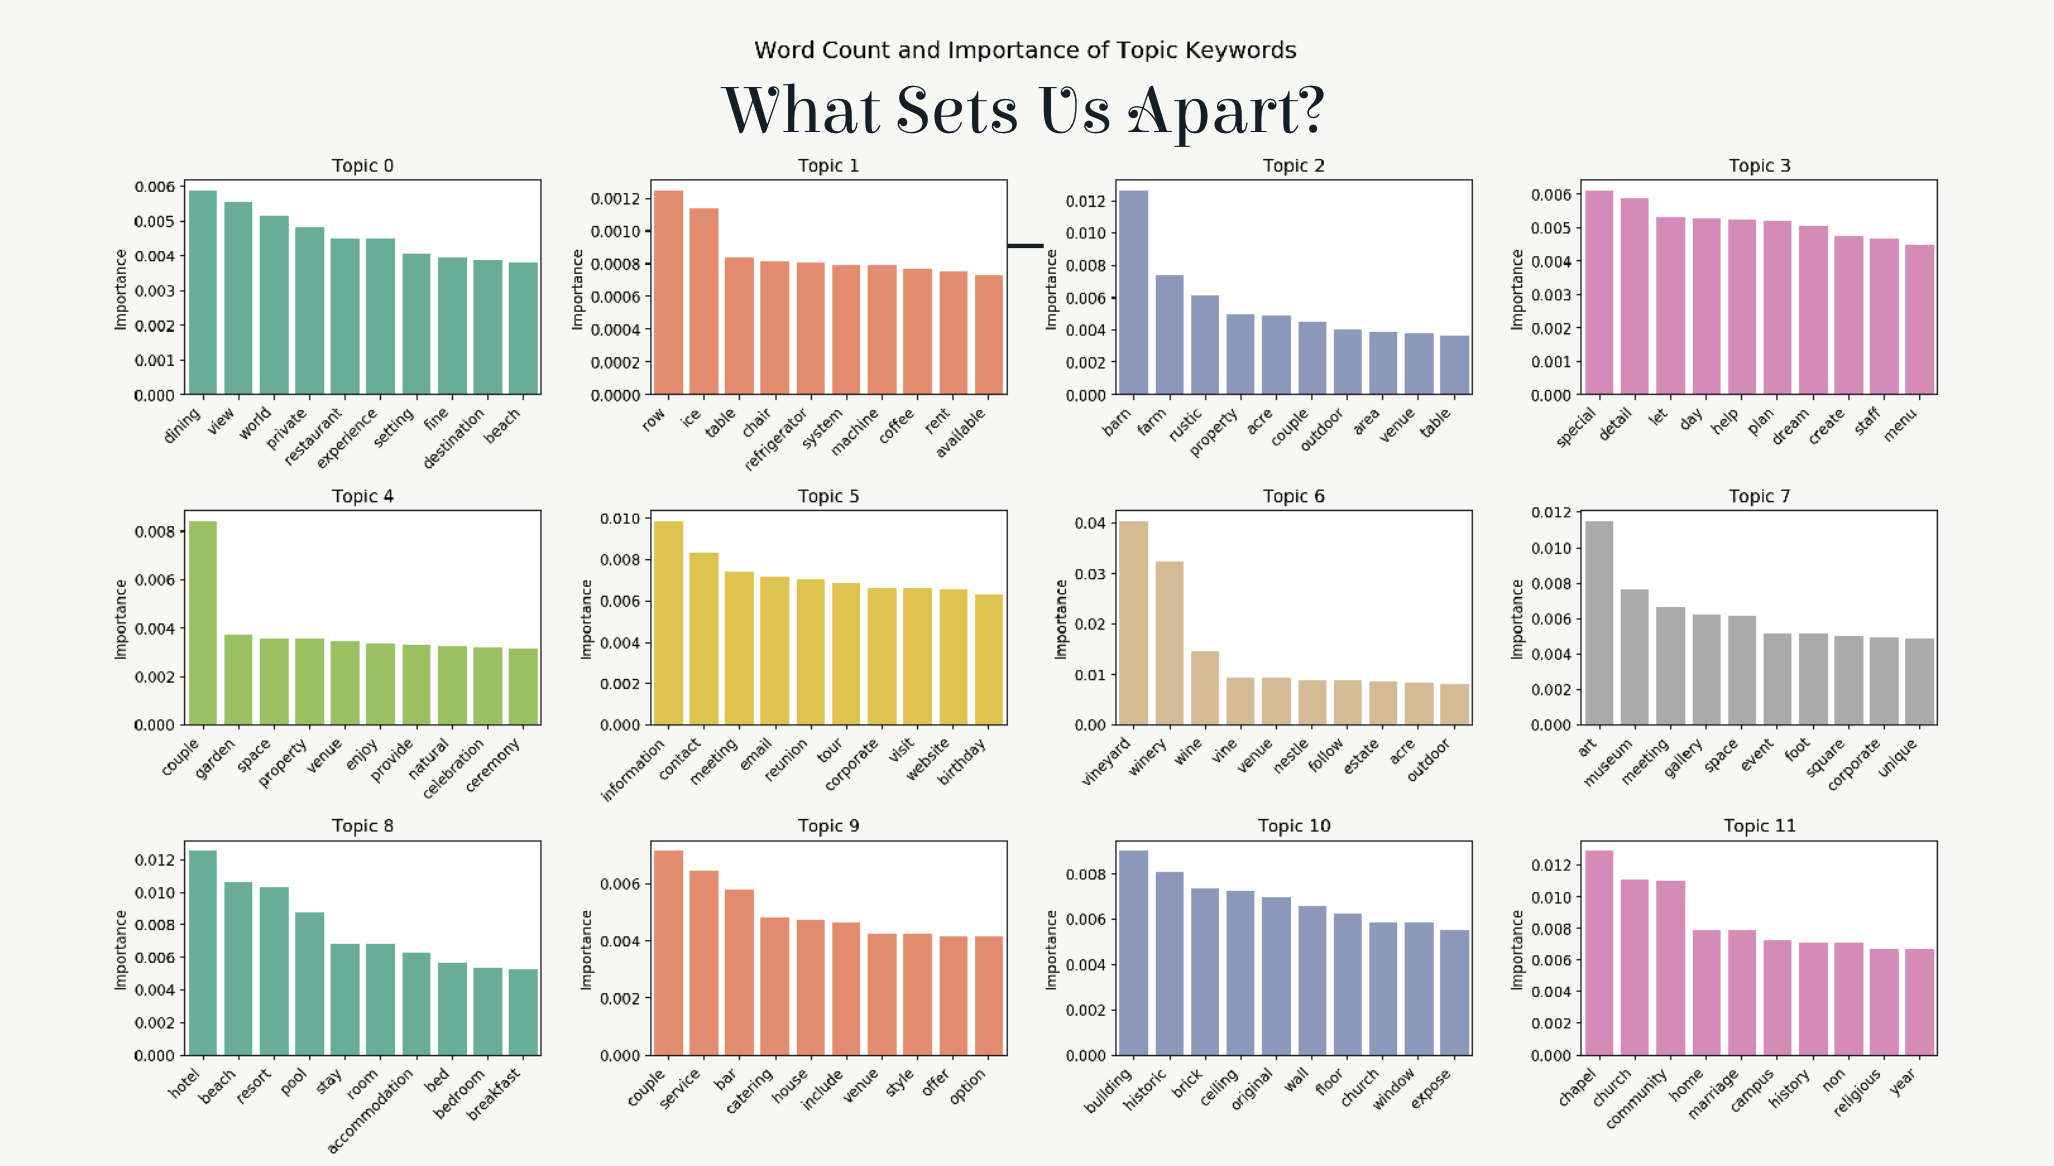 Word Count and Importance of Topic Keywords
What Sets Us Apart?
Topic 0
Importance
0.006
0.005
0.004
0.003
0.002
0.001
0.000
dining view world private restaurant experience setting fine destination beach
Topic 1
Importance
0.0012
0.0010
0.0008
0.0006
0.0004
0.0002
0.0000
row ice table chair refrigerator system machine coffee rent available
Topic 2
Importance
0.012
0.010
0.008
0.006
0.004
0.002
0.000
barn farm rustic property acre couple outdoor area venue table
Topic 3
Importance
0.006
0.005
0.004
0.003
0.002
0.001
0.000
special detail let day help plan dream create staff menu
Topic 4
Importance
0.008
0.006
0.004
0.002
0.000
couple garden space property venue enjoy provide natural celebration ceremony
Topic 5
Importance
0.010
0.008
0.006
0.004
0.002
0.000
information contact meeting email reunion tour corporate visit website birthday
Topic 6
Importance
0.04
0.03
0.02
0.01
0.00
vineyard winery wine vine venue nestle follow estate acre outdoor
Topic 7
Importance
0.012
0.010
0.008
0.006
0.004
0.002
0.000
art museum meeting gallery space event foot square corporate unique
Topic 8
Importance
0.012
0.010
0.008
0.006
0.004
0.002
0.000
hotel beach resort pool stay room accommodation bed bedroom breakfast
Topic 9
Importance
0.006
0.004
0.002
0.000
couple service bar catering house include venue style offer option
Topic 10
Importance
0.008
0.006
0.004
0.002
0.000
building historic brick ceiling original wall floor church window expose
Topic 11
Importance
0.012
0.010
0.008
0.006
0.004
0.002
0.000
chapel church community home marriage campus history non religious year